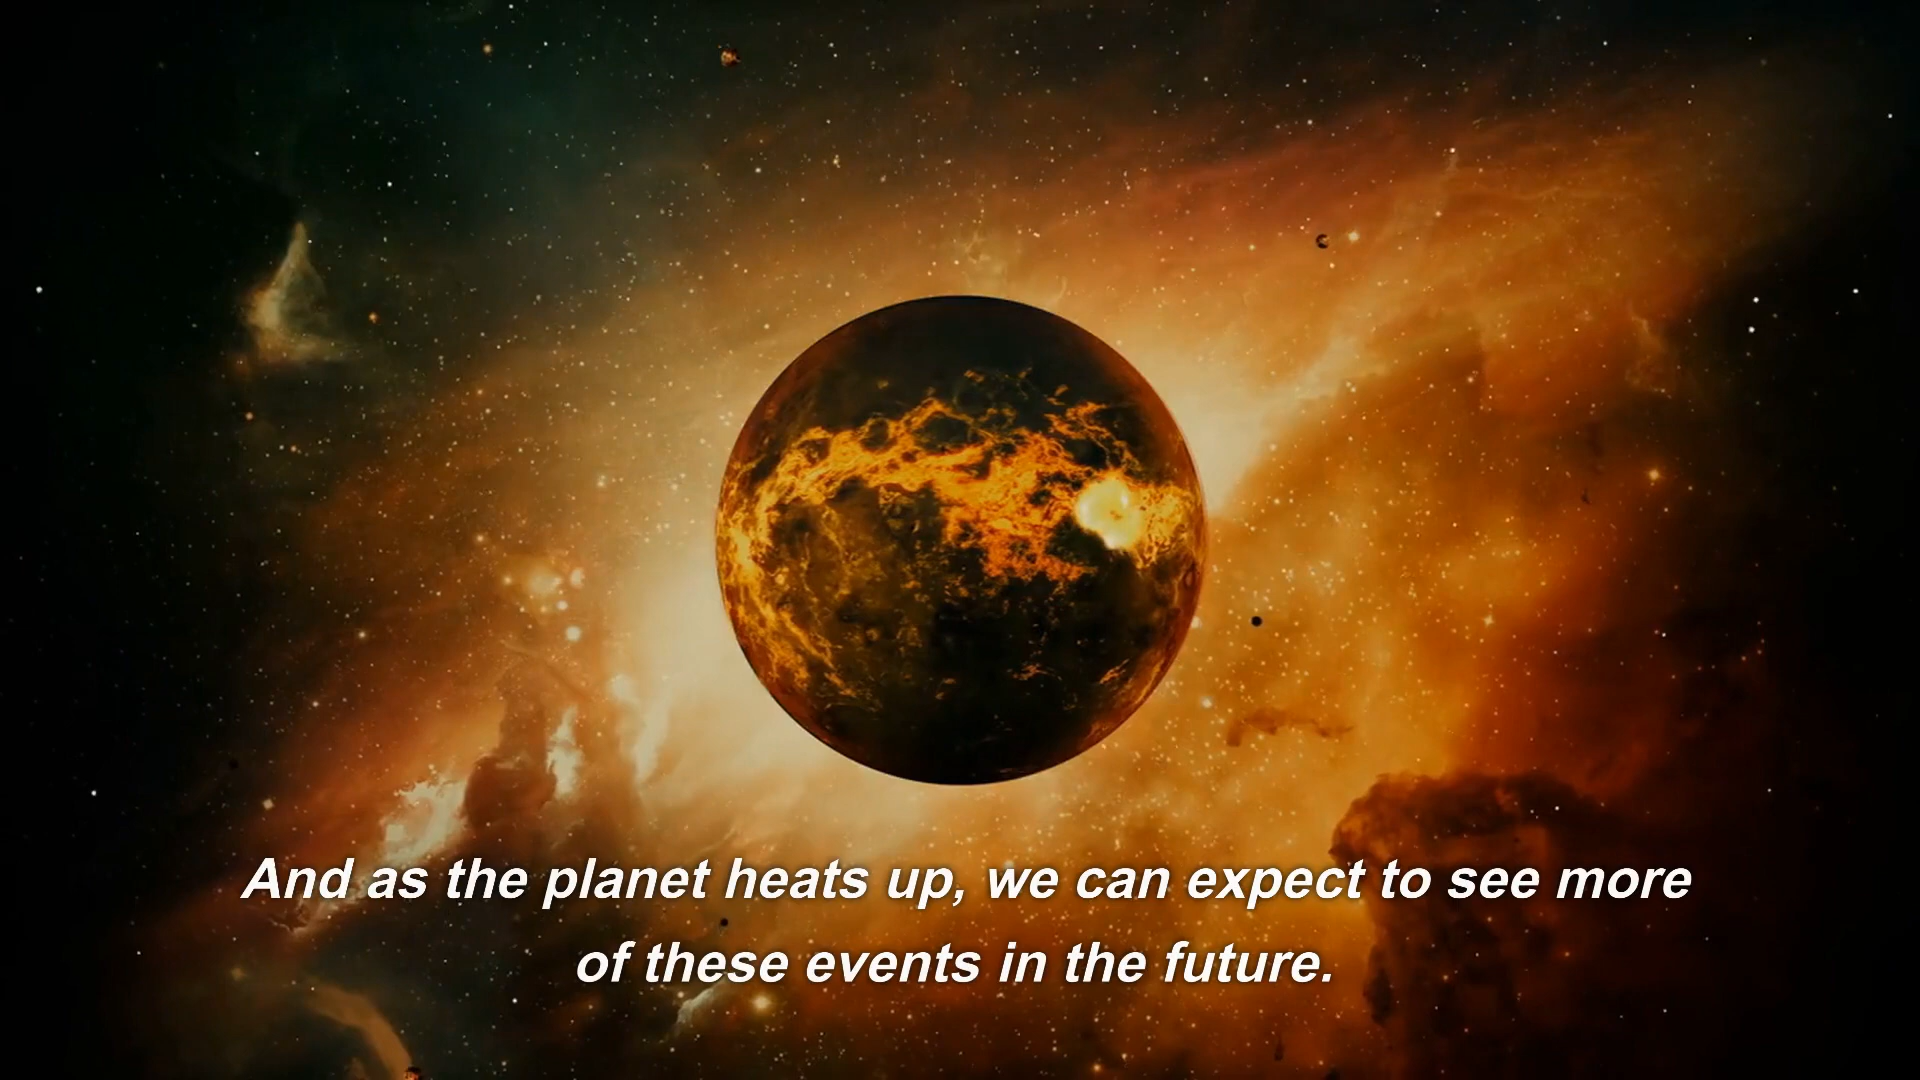 And as the planet heats up, we can expect to see more
of these events in the future.